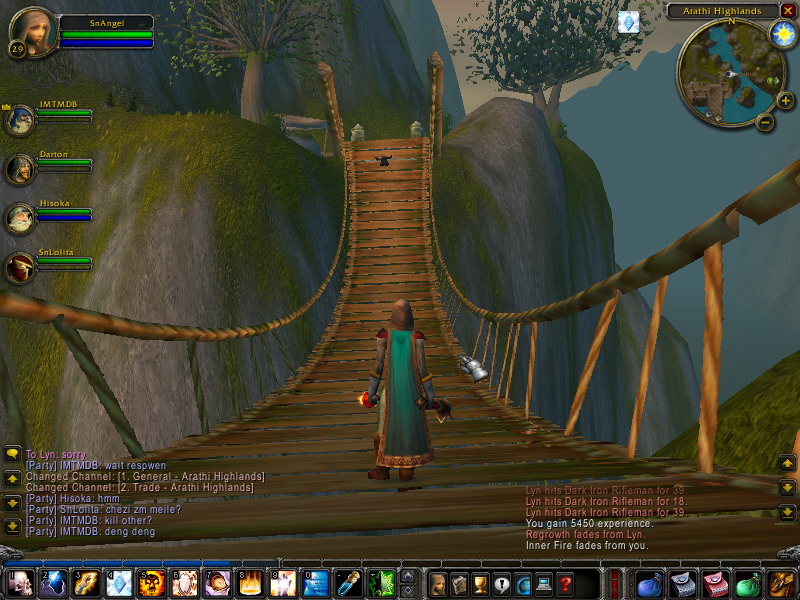 SnAngel
29
Arathi Highlands
N
IMTMDB
Darton
Hisoka
SnLolita
To Lyn: sorry
[Party] IMTMDB: wait respwen
Changed Channel: [1. General - Arathi Highlands]
Changed Channel: [2. Trade - Arathi Highlands]
[Party] Hisoka: hmm
[Party] SnLolita: chezi zm meile?
[Party] IMTMDB: kill other?
[Party] IMTMDB: deng deng
Lyn hits Dark Iron Rifleman for 39.
Lyn hits Dark Iron Rifleman for 18.
Lyn hits Dark Iron Rifleman for 39
You gain 5450 experience.
Regrowth fades from Lyn.
Inner Fire fades from you.